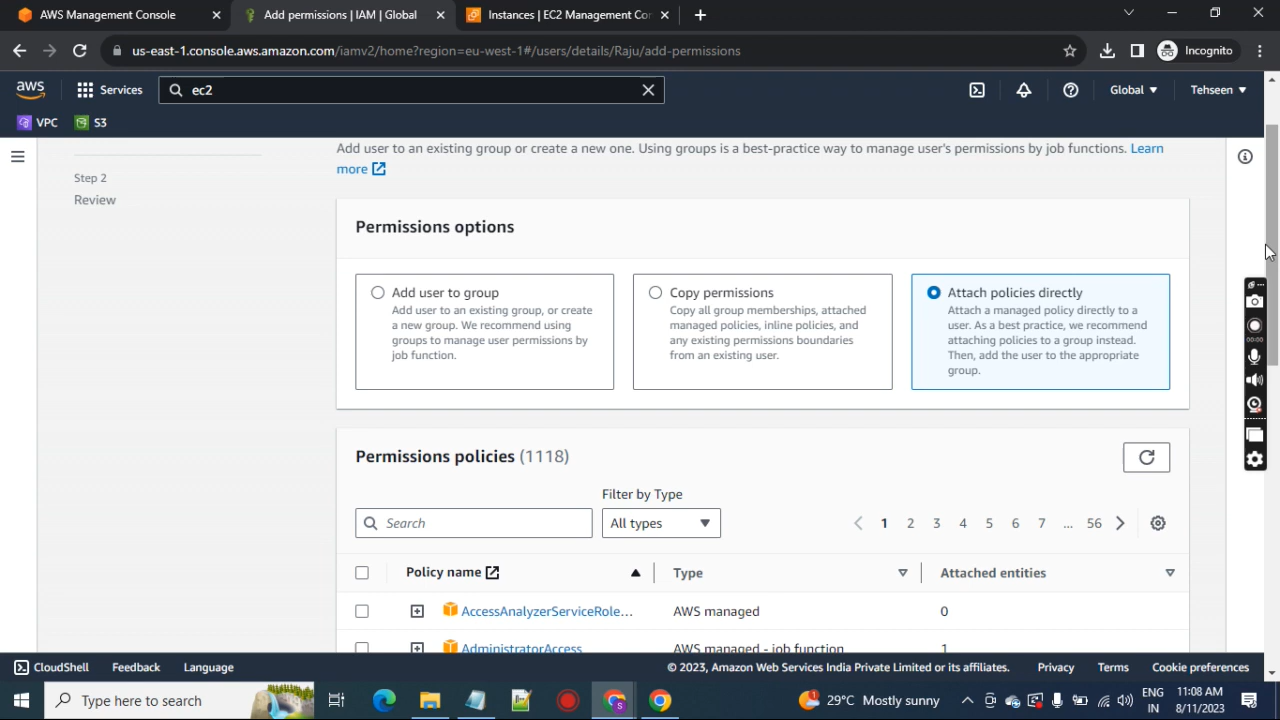 AWS Management Console
Add permissions | IAM | Global
Instances | EC2 Management Cor
us-east-1.console.aws.amazon.com/iamv2/home?region=eu-west-1#/users/details/Raju/add-permissions
Incognito
aws
Services
ec2
Global
Tehseen
VPC
S3
Step 2
Review
Add user to an existing group or create a new one. Using groups is a best-practice way to manage user's permissions by job functions. Learn
more
Permissions options
Add user to group
Add user to an existing group, or create
a new group. We recommend using
groups to manage user permissions by
job function.
Copy permissions
Copy all group memberships, attached
managed policies, inline policies, and
any existing permissions boundaries
from an existing user.
Attach policies directly
Attach a managed policy directly to a
user. As a best practice, we recommend
attaching policies to a group instead.
Then, add the user to the appropriate
group.
Permissions policies (1118)
Filter by Type
Search
All types
1 2 3 4 5 6 7 ... 56
Policy name
Type
Attached entities
AccessAnalyzerServiceRole...
AWS managed
0
AdministratorAccess
AWS managed - job function
1
00:00
CloudShell
Feedback
Language
© 2023, Amazon Web Services India Private Limited or its affiliates.
Privacy
Terms
Cookie preferences
Type here to search
1
29°C Mostly sunny
ENG
IN
11:08 AM
8/11/2023